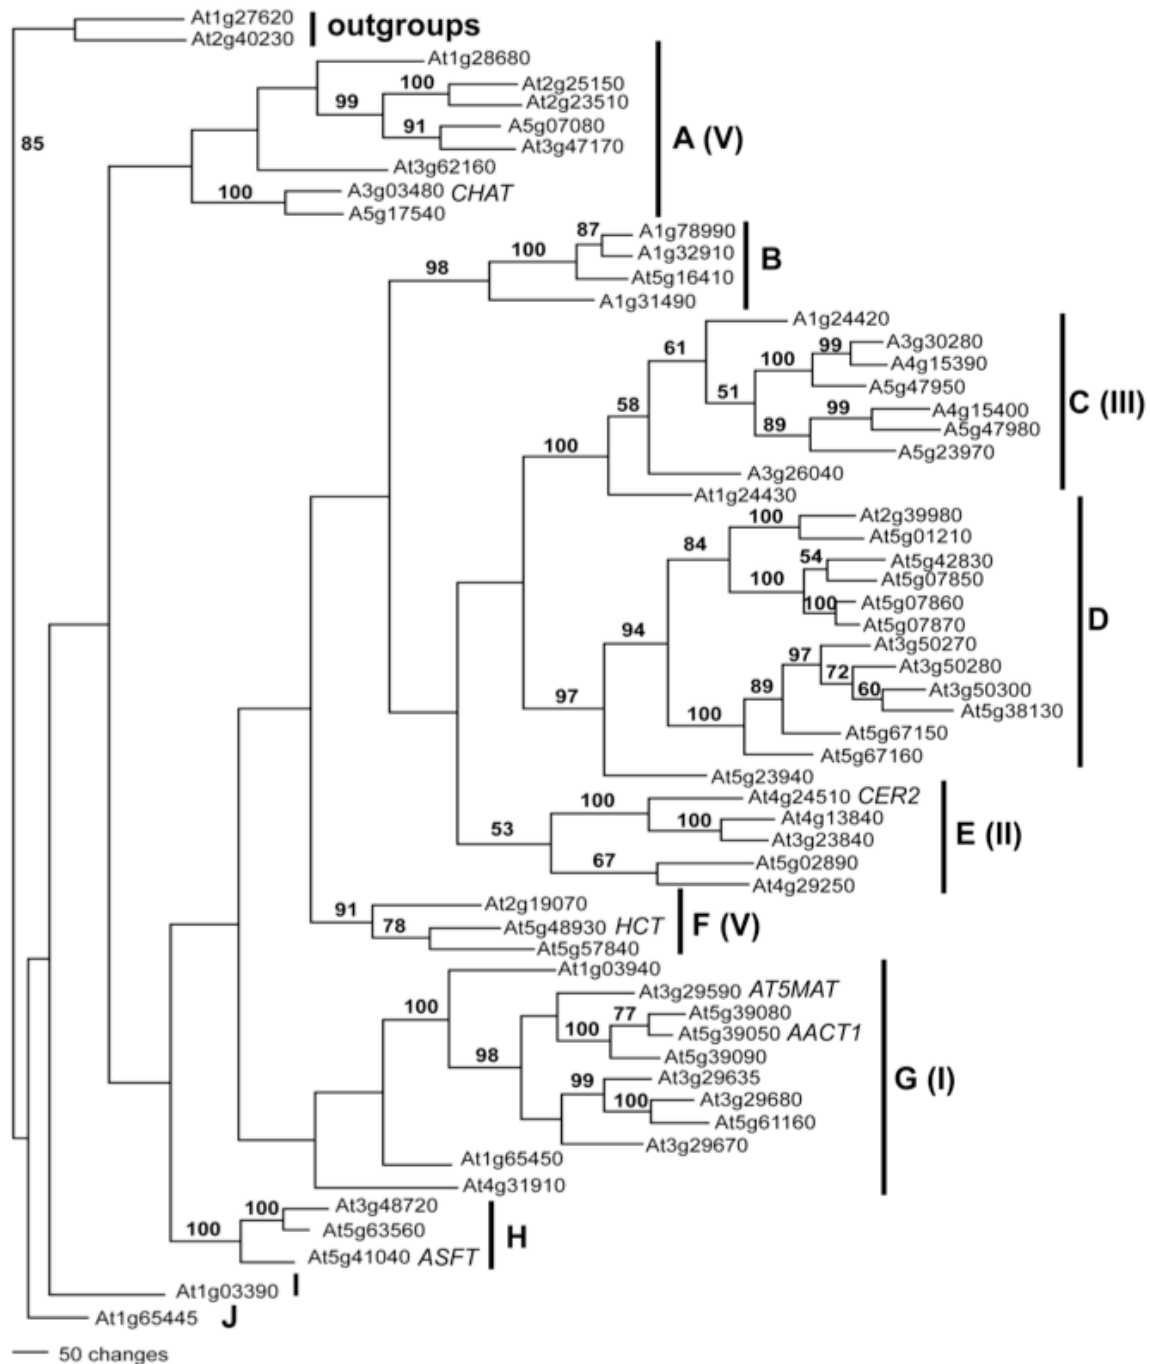 At1g27620
outgroups
At2g40230
At1g28680
100
At2g25150
99
At2g23510
85
91
A5g07080
A (V)
At3g47170
At3g62160
100
A3g03480 CHAT
A5g17540
87
A1g78990
100
A1g32910
B
98
At5g16410
A1g31490
A1g24420
61
99
A3g30280
100
A4g15390
51
A5g47950
C (III)
58
99
A4g15400
89
A5g47980
100
A5g23970
A3g26040
At1g24430
100
At2g39980
84
At5g01210
54
At5g42830
100
At5g07850
100
At5g07860
D
94
At5g07870
97
At3g50270
72
At3g50280
89
60
At3g50300
97
100
At5g38130
At5g67150
At5g67160
At5g23940
100
At4g24510 CER2
100
At4g13840
53
At3g23840
E (II)
67
At5g02890
At4g29250
91
At2g19070
78
At5g48930 HCT
F (V)
At5g57840
At1g03940
At3g29590 AT5MAT
100
77
At5g39080
100
At5g39050 AACT1
98
At5g39090
99
At3g29635
G (I)
100
At3g29680
At5g61160
At3g29670
At1g65450
At4g31910
100
At3g48720
100
At5g63560
H
At5g41040 ASFT
At1g03390
I
At1g65445
J
50 changes